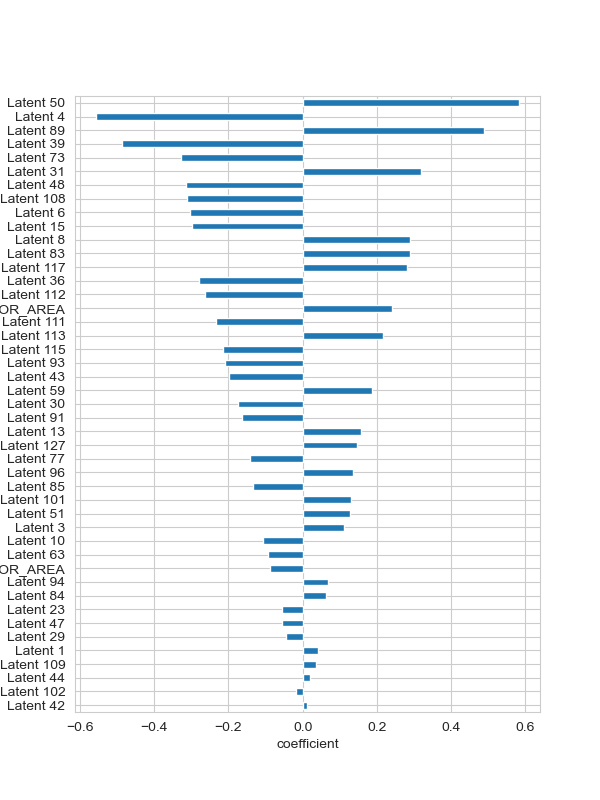 Latent 50
Latent 4
Latent 89
Latent 39
Latent 73
Latent 31
Latent 48
Latent 108
Latent 6
Latent 15
Latent 8
Latent 83
Latent 117
Latent 36
Latent 112
OR_AREA
Latent 111
Latent 113
Latent 115
Latent 93
Latent 43
Latent 59
Latent 30
Latent 91
Latent 13
Latent 127
Latent 77
Latent 96
Latent 85
Latent 101
Latent 51
Latent 3
Latent 10
Latent 63
OR_AREA
Latent 94
Latent 84
Latent 23
Latent 47
Latent 29
Latent 1
Latent 109
Latent 44
Latent 102
Latent 42
−0.6 −0.4 −0.2 0.0 0.2 0.4 0.6
coefficient